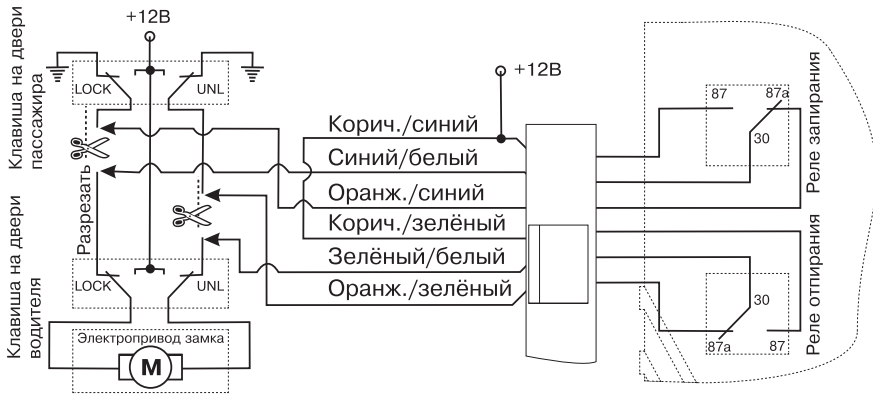 +12В
Клавиша на двери
пассажира
LOCK
UNL
Разрезать
Клавиша на двери
водителя
LOCK
UNL
Электропривод замка
М
+12В
Корич./синий
Синий/белый
Оранж./синий
Корич./зелёный
Зелёный/белый
Оранж./зелёный
87
87a
30
Реле запирания
30
87a
87
Реле отпирания